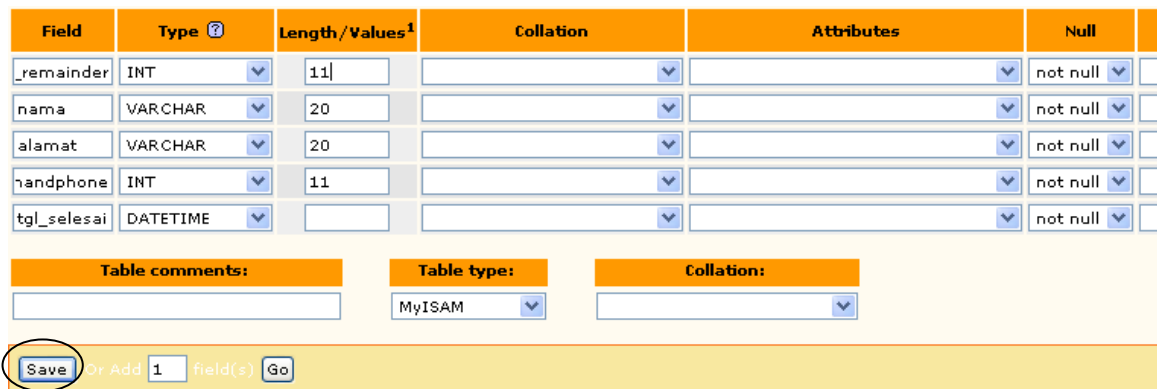 Field Type Length/Values1 Collation Attributes Null
_remainder INT 11 not null
nama VARCHAR 20 not null
alamat VARCHAR 20 not null
handphone INT 11 not null
tgl_selesai DATETIME not null
Table comments: Table type: Collation:
MyISAM
Save Or Add 1 field(s) Go